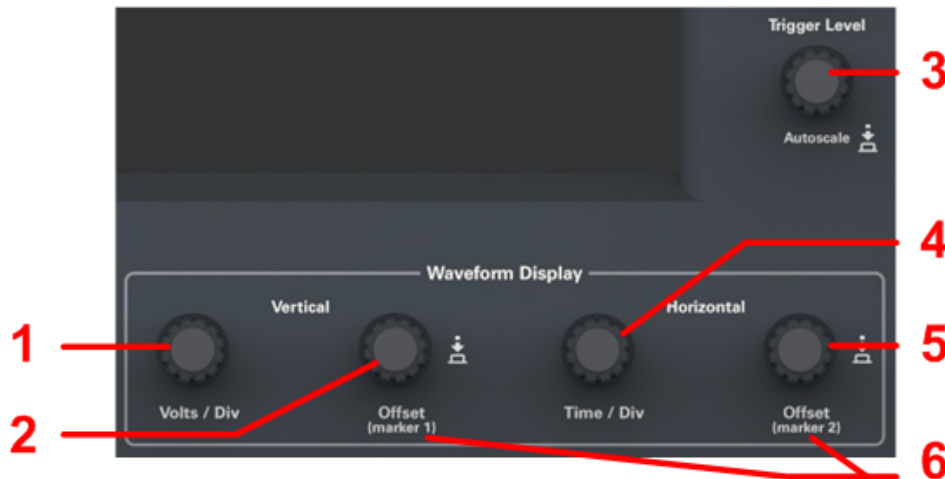 Trigger Level
3
Autoscale
4
Waveform Display
Vertical
Horizontal
1
5
Volts / Div
Offset
(marker 1)
Time / Div
Offset
(marker 2)
2
6